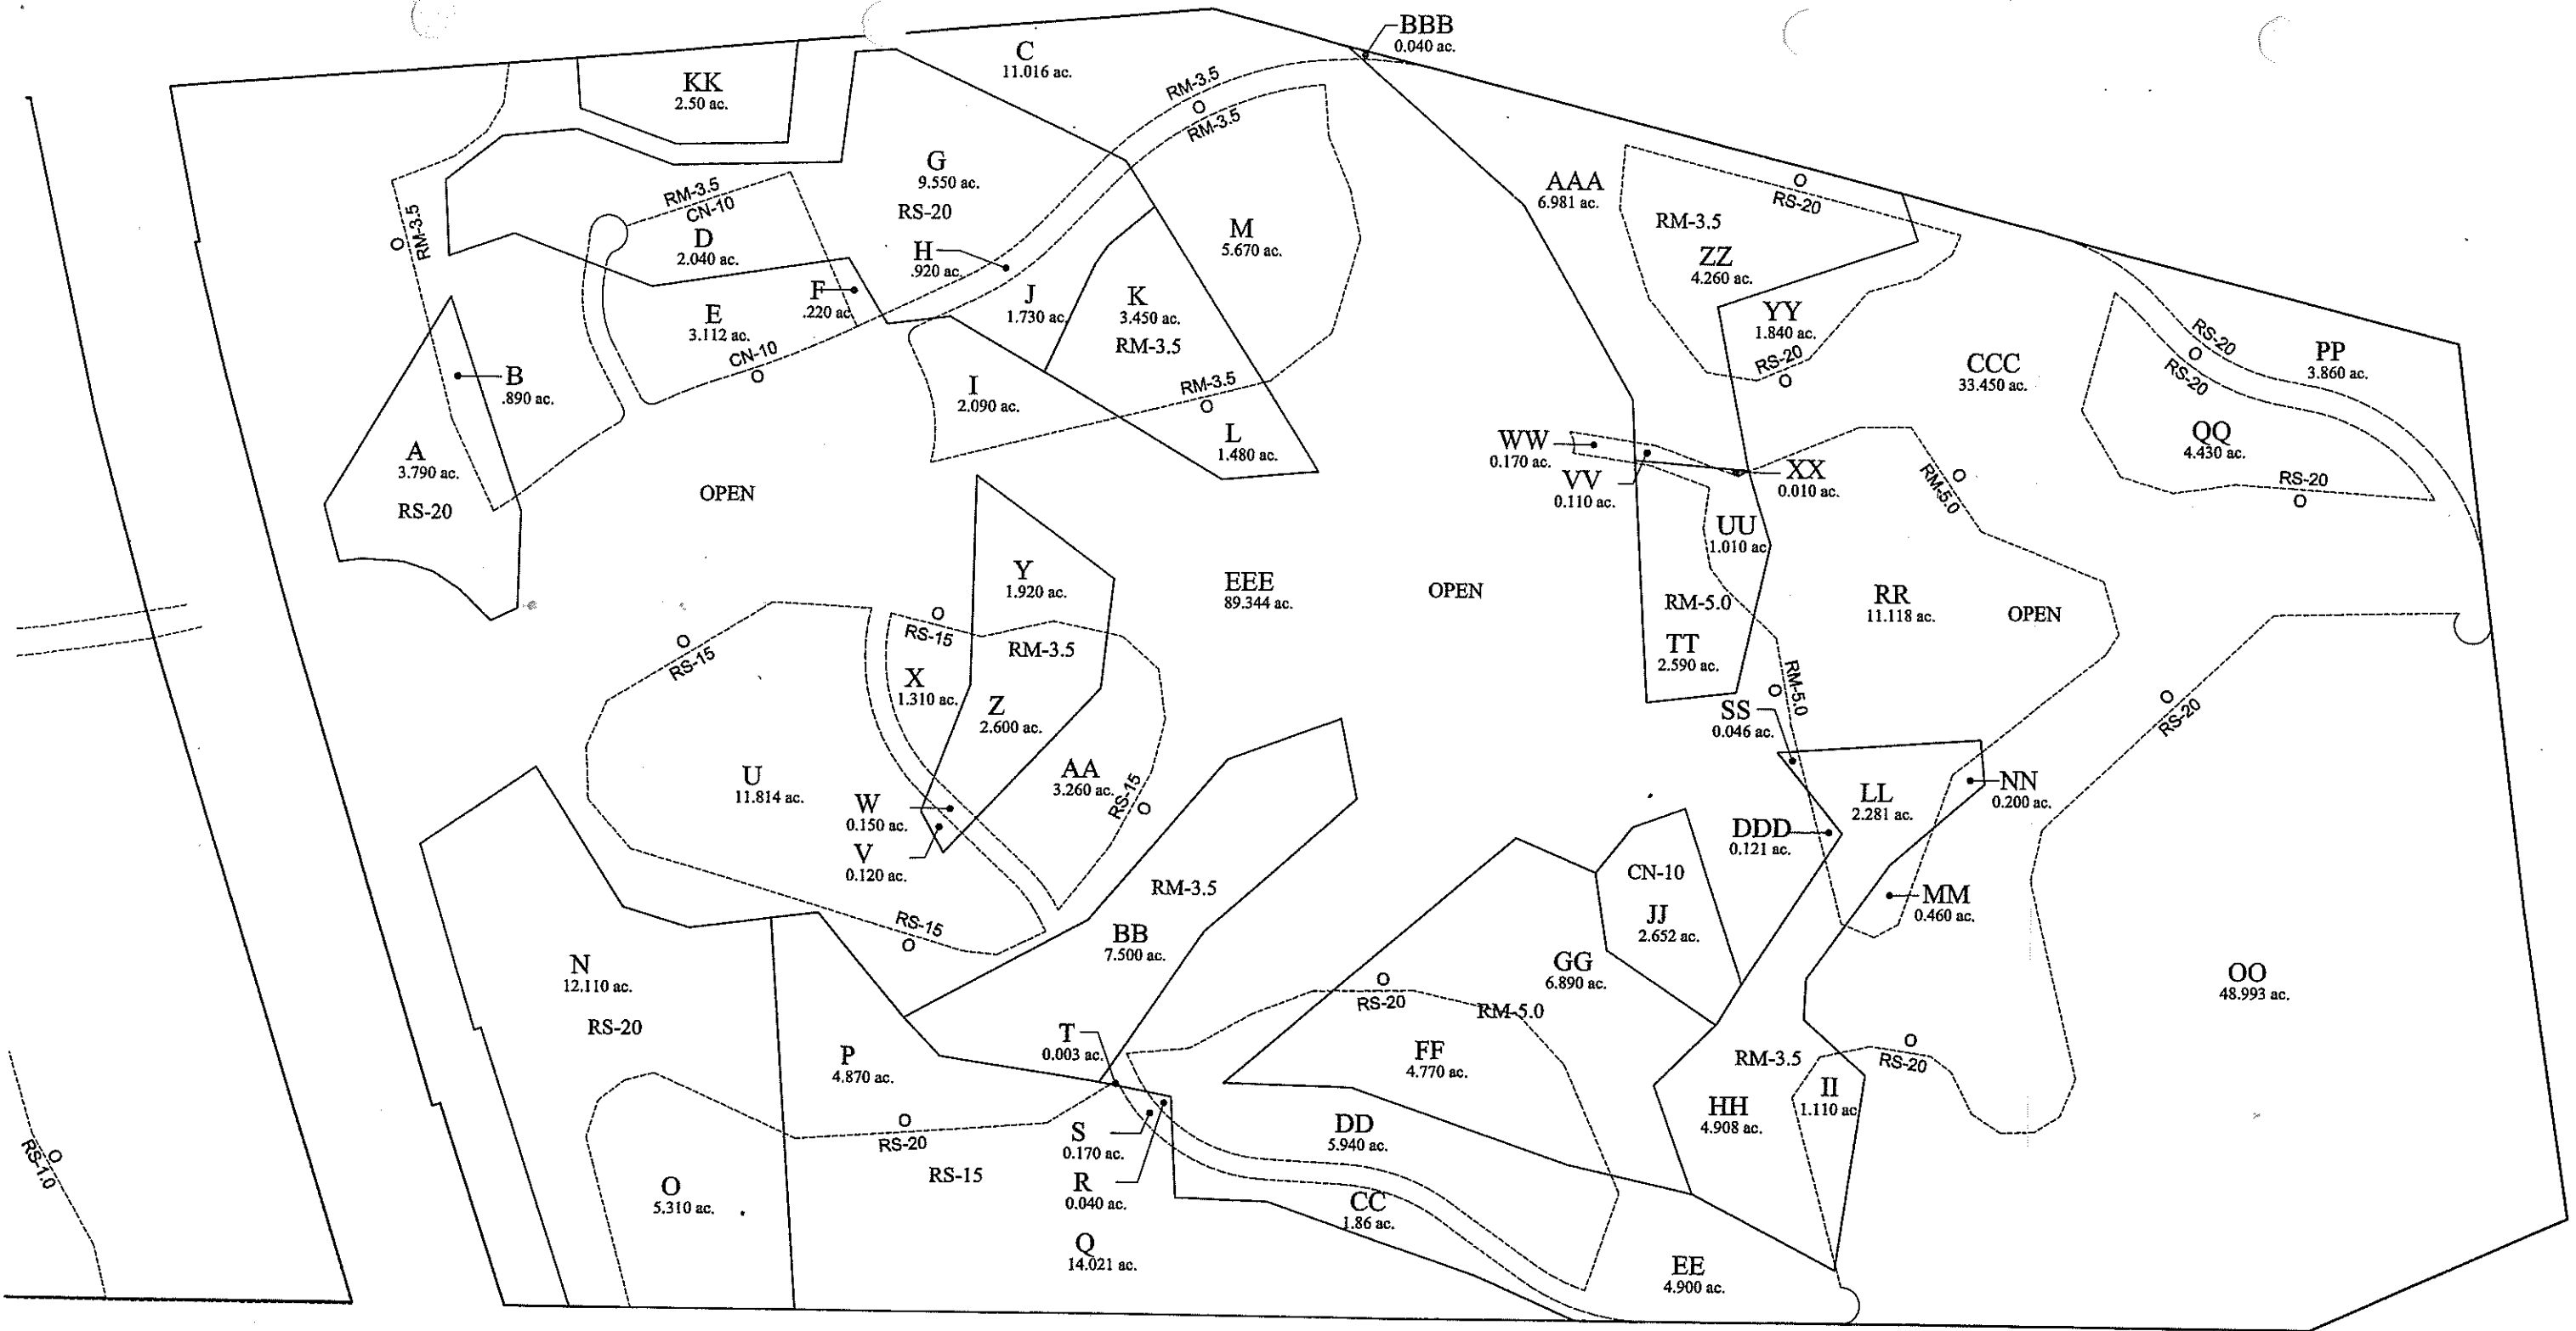 BBB
0.040 ac.
C
11.016 ac.
KK
2.50 ac.
RM-3.5
O
RM-3.5
G
9.550 ac.
RS-20
AAA
6.981 ac.
O
RS-20
RM-3.5
ZZ
4.260 ac.
RM-3.5
CN-10
D
2.040 ac.
O
RM-3.5
H
.920 ac.
M
5.670 ac.
F
.220 ac
E
3.112 ac.
CN-10
O
J
1.730 ac.
K
3.450 ac.
RM-3.5
YY
1.840 ac.
RS-20
O
CCC
33.450 ac.
RS-20
O
RS-20
PP
3.860 ac.
B
.890 ac.
I
2.090 ac.
RM-3.5
O
L
1.480 ac.
A
3.790 ac.
RS-20
OPEN
WW
0.170 ac.
VV
0.110 ac.
XX
0.010 ac.
O
RM-5.0
QQ
4.430 ac.
RS-20
O
UU
1.010 ac
Y
1.920 ac.
EEE
89.344 ac.
OPEN
RM-5.0
TT
2.590 ac.
RR
11.118 ac.
OPEN
O
RS-15
O
RS-15
RM-3.5
X
1.310 ac.
Z
2.600 ac.
O
RM-5.0
SS
0.046 ac.
O
RS-20
U
11.814 ac.
AA
3.260 ac.
RS-15
O
W
0.150 ac.
V
0.120 ac.
LL
2.281 ac.
NN
0.200 ac.
DDD
0.121 ac.
RM-3.5
CN-10
JJ
2.652 ac.
MM
0.460 ac.
RS-15
O
BB
7.500 ac.
N
12.110 ac.
RS-20
GG
6.890 ac.
O
RS-20
RM-5.0
OO
48.993 ac.
T
0.003 ac.
P
4.870 ac.
FF
4.770 ac.
RM-3.5
O
RS-20
II
1.110 ac
HH
4.908 ac.
O
RS-20
RS-15
S
0.170 ac.
R
0.040 ac.
DD
5.940 ac.
O
RS-1.0
O
5.310 ac.
CC
1.86 ac.
Q
14.021 ac.
EE
4.900 ac.